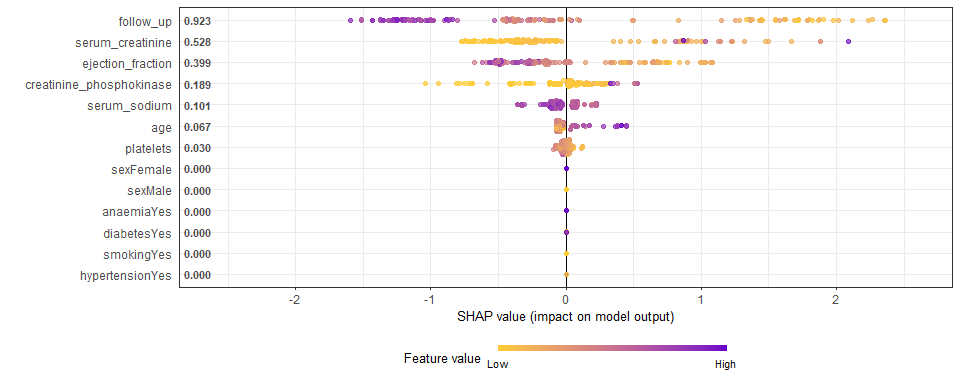 follow_up 0.923
serum_creatinine 0.528
ejection_fraction 0.399
creatinine_phosphokinase 0.189
serum_sodium 0.101
age 0.067
platelets 0.030
sexFemale 0.000
sexMale 0.000
anaemiaYes 0.000
diabetesYes 0.000
smokingYes 0.000
hypertensionYes 0.000
-2 -1 0 1 2
SHAP value (impact on model output)
Feature value Low High